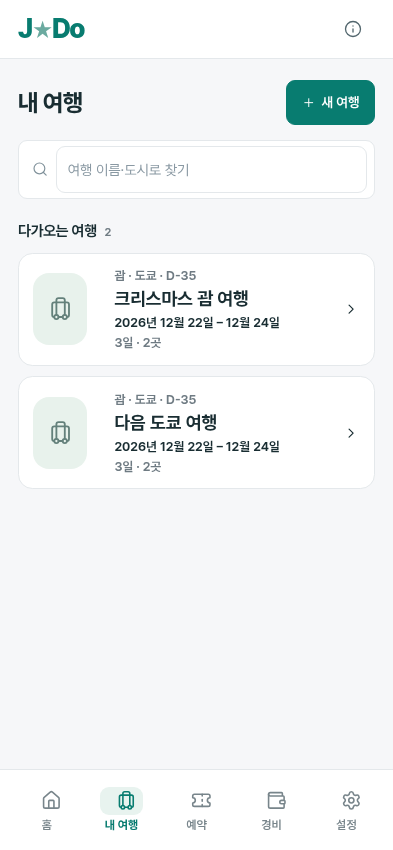 J★Do
내 여행
+ 새 여행
여행 이름·도시로 찾기
다가오는 여행 2
괌 · 도쿄 · D-35
크리스마스 괌 여행
2026년 12월 22일 – 12월 24일
3일 · 2곳
괌 · 도쿄 · D-35
다음 도쿄 여행
2026년 12월 22일 – 12월 24일
3일 · 2곳
홈 내 여행 예약 경비 설정